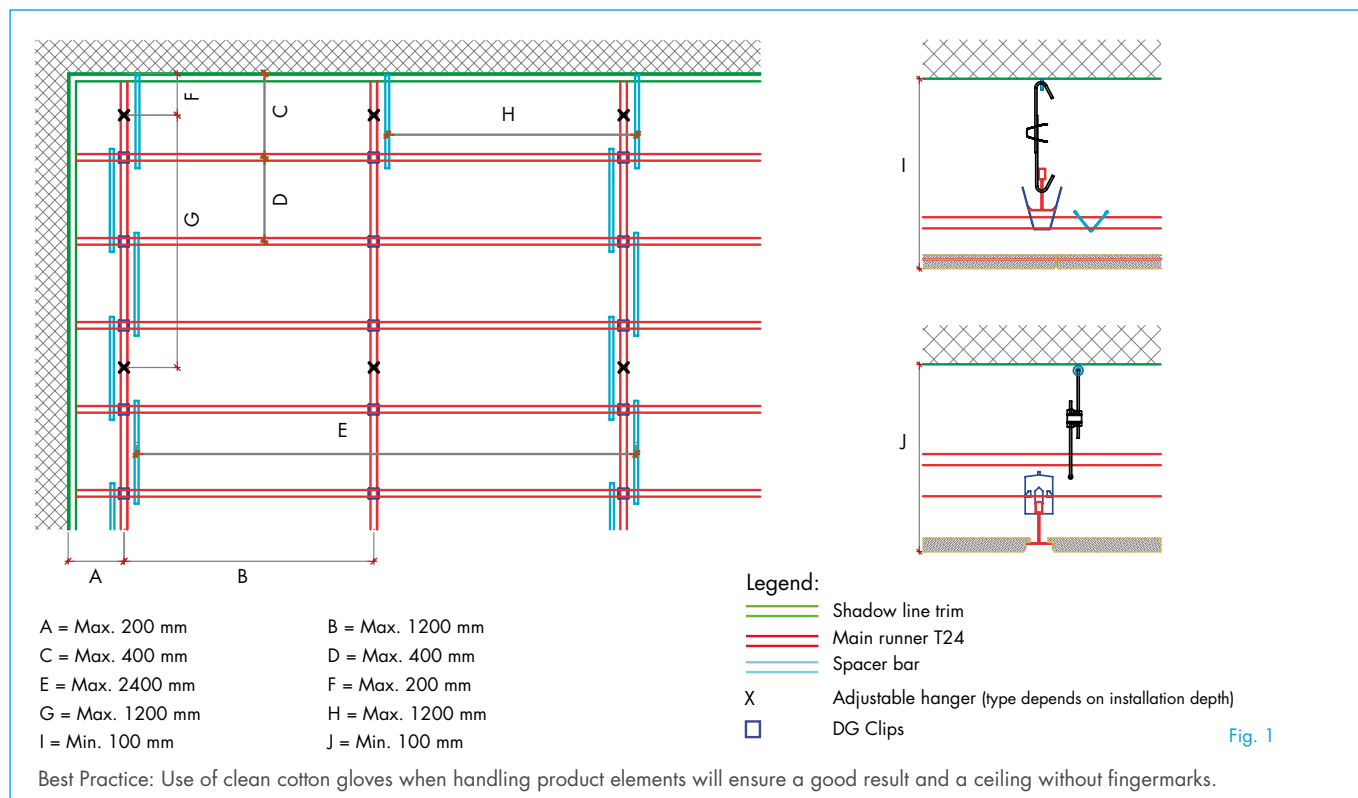 F
C
H
G
D
E
A
B
I
J
A = Max. 200 mm
B = Max. 1200 mm
C = Max. 400 mm
D = Max. 400 mm
E = Max. 2400 mm
F = Max. 200 mm
G = Max. 1200 mm
H = Max. 1200 mm
I = Min. 100 mm
J = Min. 100 mm
Legend:
Shadow line trim
Main runner T24
Spacer bar
X Adjustable hanger (type depends on installation depth)
DG Clips
Fig. 1
Best Practice: Use of clean cotton gloves when handling product elements will ensure a good result and a ceiling without fingermarks.